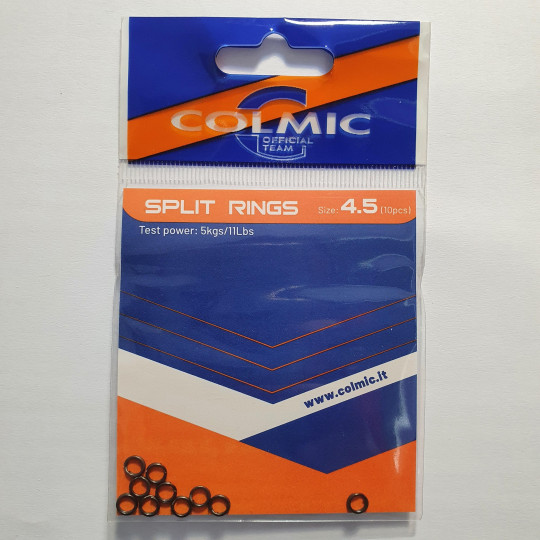 COLMIC
OFFICIAL
TEAM
SPLIT RINGS Size: 4.5 (10pcs)
Test power: 5kgs/11Lbs
www.colmic.it